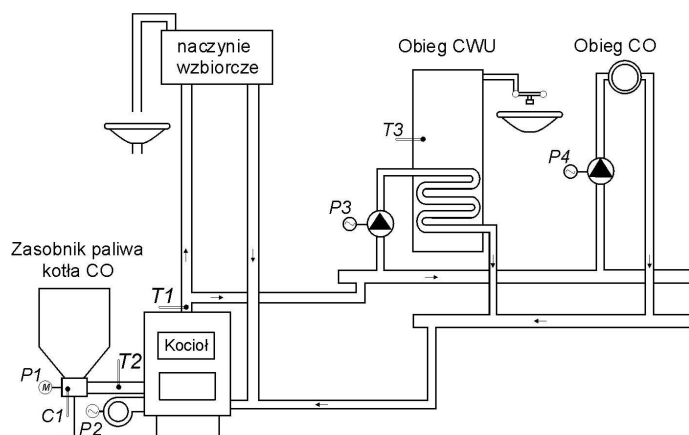 naczynie
wzbiorcze
Obieg CWU
Obieg CO
T3
P4
P3
Zasobnik paliwa
kotła CO
T1
Kocioł
T2
P1
M
C1
P2